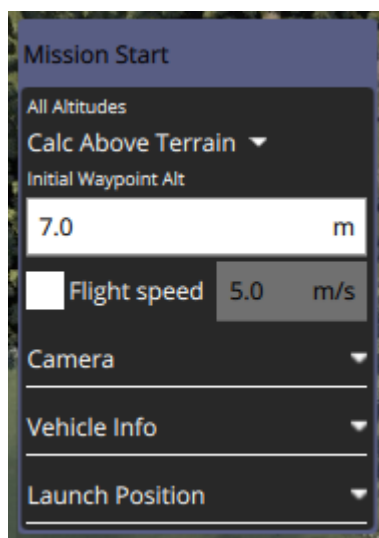 Mission Start
All Altitudes
Calc Above Terrain
Initial Waypoint Alt
7.0 m
Flight speed 5.0 m/s
Camera
Vehicle Info
Launch Position